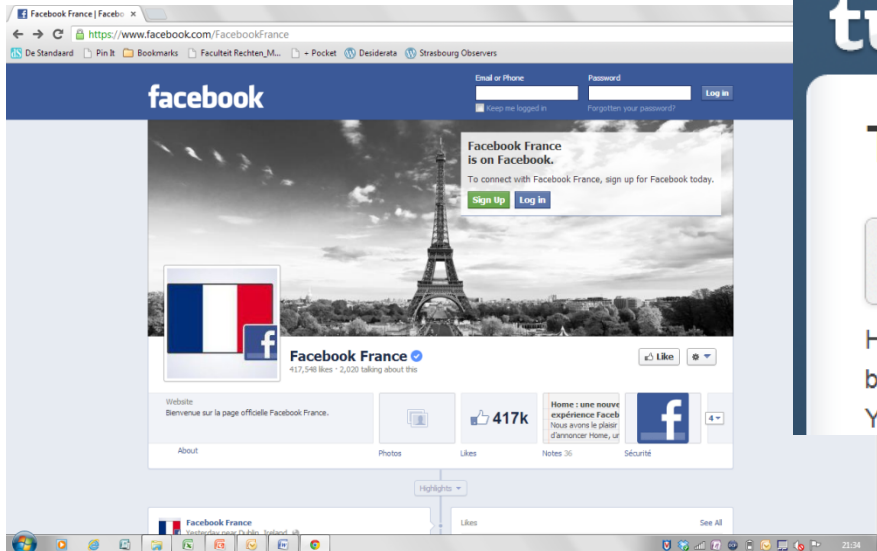 Facebook France | Facebo
https://www.facebook.com/FacebookFrance
De Standaard Pin It Bookmarks Faculteit Rechten_M... + Pocket Desiderata Strasbourg Observers
facebook
Email or Phone
Password
Log in
Keep me logged in
Forgotten your password?
Facebook France
is on Facebook.
To connect with Facebook France, sign up for Facebook today.
Sign Up Log in
Facebook France
417,548 likes · 2,020 talking about this
Like
Website
Bienvenue sur la page officielle Facebook France.
About
Photos
417k
Likes
Home : une nouve
expérience Faceb
Nous avons le plaisir
d'annoncer Home, un
Notes 36
Sécurité
4
Highlights
Facebook France
Yesterday near Dublin, Ireland
Likes
See All
21:34
tu
H
b
Y